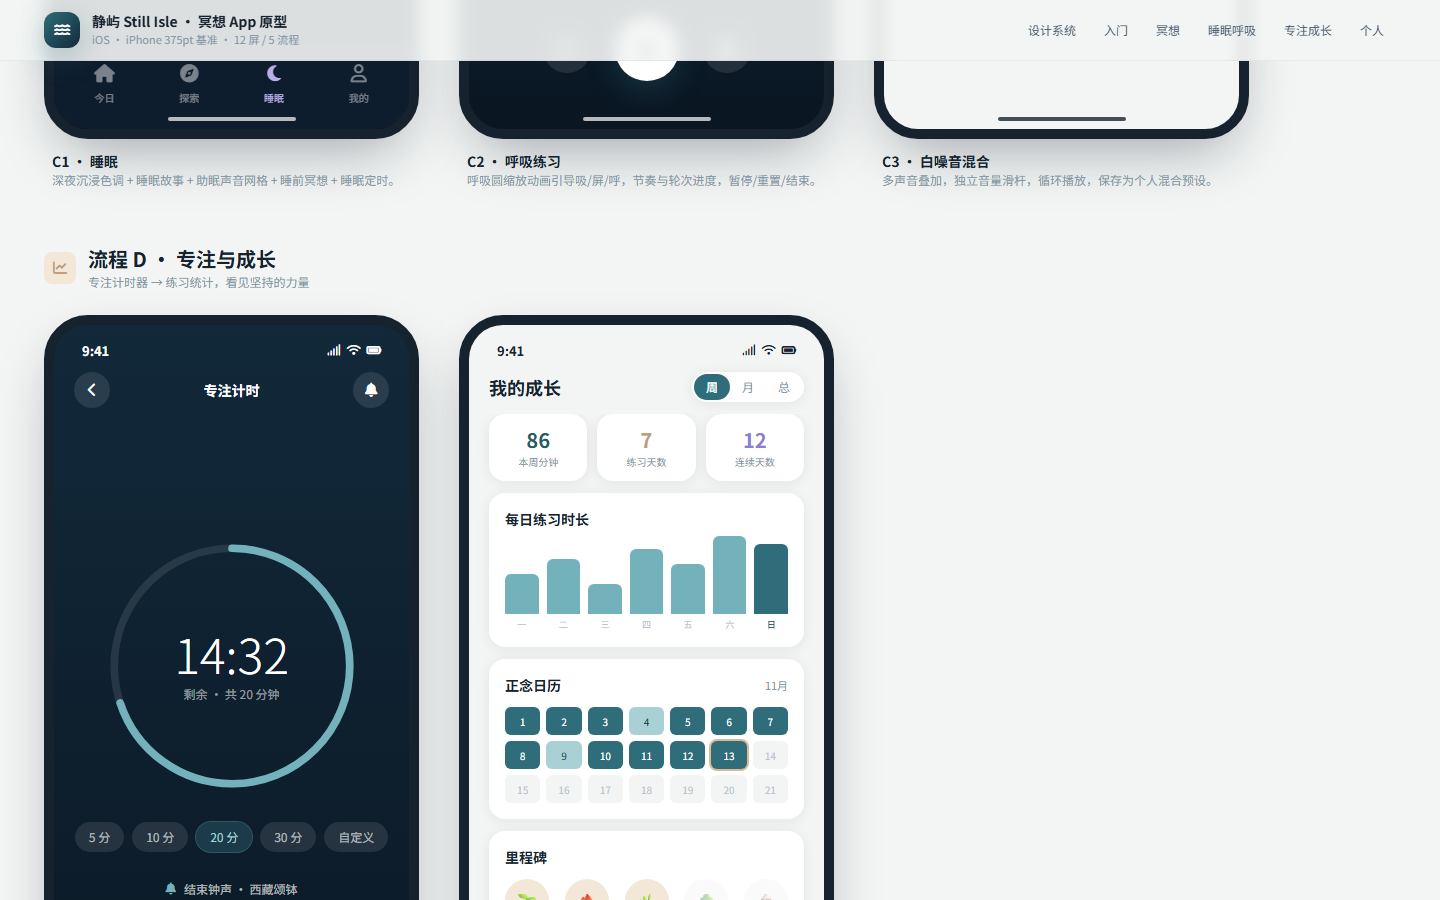 静屿 Still Isle · 冥想 App 原型
iOS · iPhone 375pt 基准 · 12 屏 / 5 流程
设计系统 入门 冥想 睡眠呼吸 专注成长 个人
今日 探索 睡眠 我的
C1 · 睡眠
深夜沉浸色调 + 睡眠故事 + 助眠声音网格 + 睡前冥想 + 睡眠定时。
C2 · 呼吸练习
呼吸圆缩放动画引导吸/屏/呼，节奏与轮次进度，暂停/重置/结束。
C3 · 白噪音混合
多声音叠加，独立音量滑杆，循环播放，保存为个人混合预设。
流程 D · 专注与成长
专注计时器 → 练习统计，看见坚持的力量
9:41
专注计时
14:32
剩余 · 共 20 分钟
5 分 10 分 20 分 30 分 自定义
结束钟声 · 西藏颂钵
9:41
我的成长
周 月 总
86 7 12
本周分钟 练习天数 连续天数
每日练习时长
一 二 三 四 五 六 日
正念日历 11月
1 2 3 4 5 6 7
8 9 10 11 12 13 14
15 16 17 18 19 20 21
里程碑